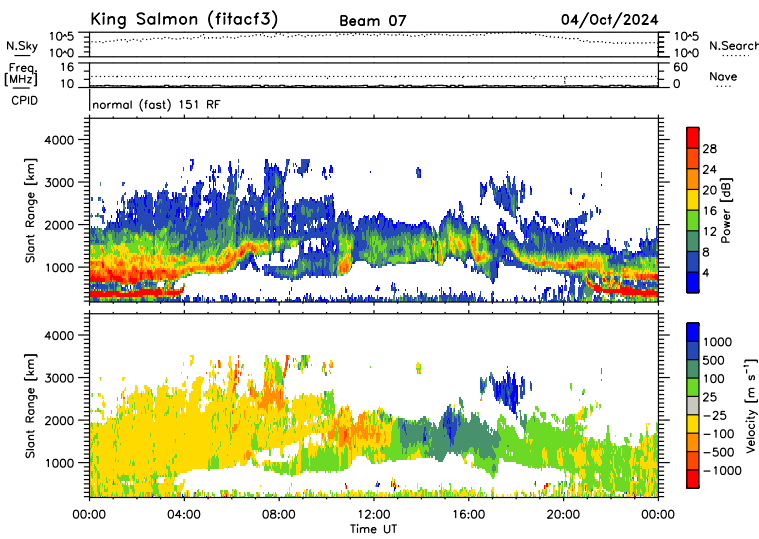 King Salmon (fitacf3) Beam 07 04/Oct/2024
N.Sky 10^5 10^0 10^5 10^0 N.Search
Freq [MHz] 16 10 60 0 Nave
CPID normal (fast) 151 RF
Slant Range [km] 4000 3000 2000 1000
28 24 20 16 12 8 4 Power [dB]
Slant Range [km] 4000 3000 2000 1000
1000 500 100 25 −25 −100 −500 −1000 Velocity [m s⁻¹]
00:00 04:00 08:00 12:00 16:00 20:00 00:00
Time UT